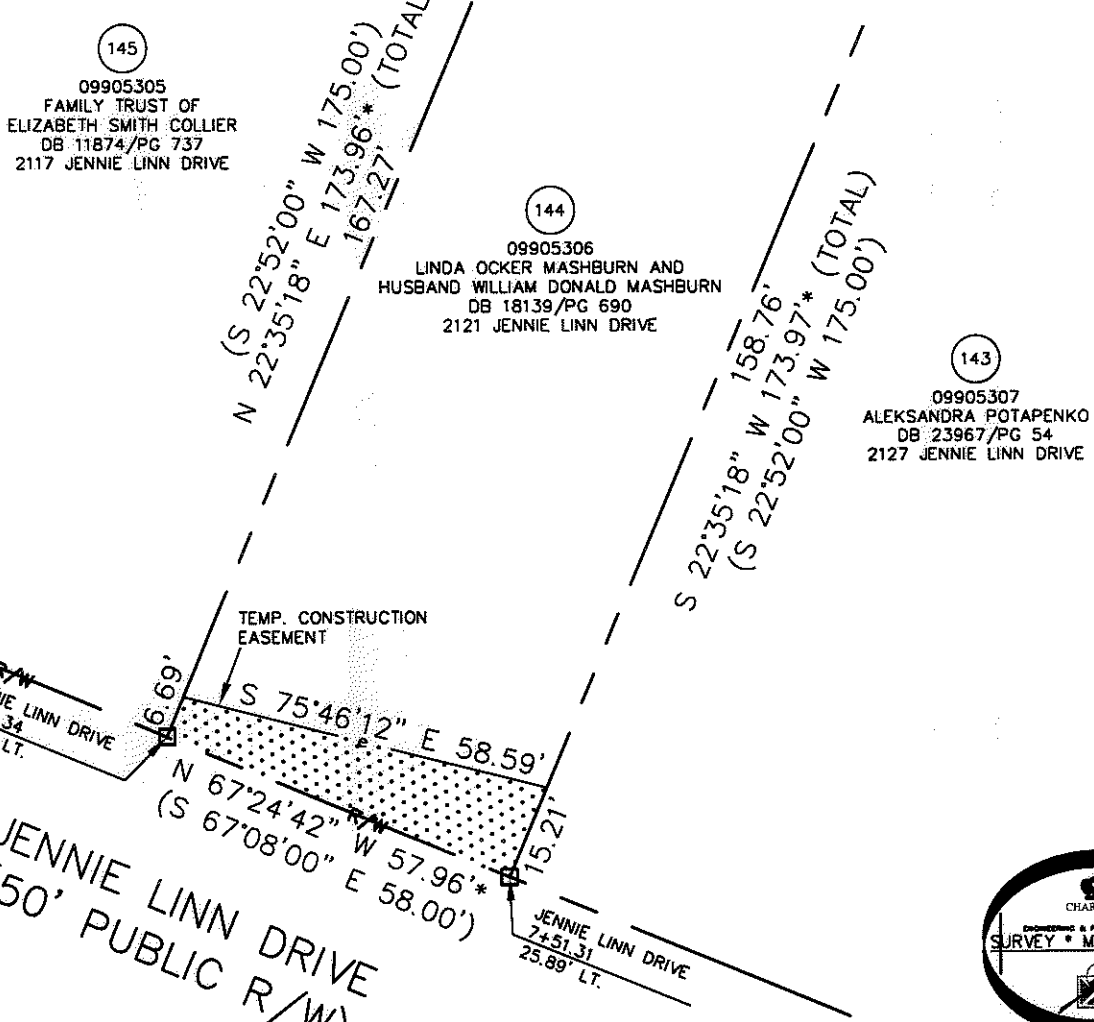 145
09905305
FAMILY TRUST OF
ELIZABETH SMITH COLLIER
DB 11874/PG 737
2117 JENNIE LINN DRIVE
(S 22°52'00" W 175.00')
N 22°35'18" E 173.96'* (TOTAL
167.27'
144
09905306
LINDA OCKER MASHBURN AND
HUSBAND WILLIAM DONALD MASHBURN
DB 18139/PG 690
2121 JENNIE LINN DRIVE
158.76'
S 22°35'18" W 173.97'* (TOTAL)
(S 22°52'00" W 175.00')
143
09905307
ALEKSANDRA POTAPENKO
DB 23967/PG 54
2127 JENNIE LINN DRIVE
TEMP. CONSTRUCTION
EASEMENT
R/W
LINN DRIVE
34
LT.
6.69'
S 75°46'12" E 58.59'
R/W
N 67°24'42" W 57.96'*
(S 67°08'00" E 58.00')
15.21'
JENNIE LINN DRIVE
7+51.31
25.89' LT.
JENNIE LINN DRIVE
50' PUBLIC R/W)
SURVEY * M